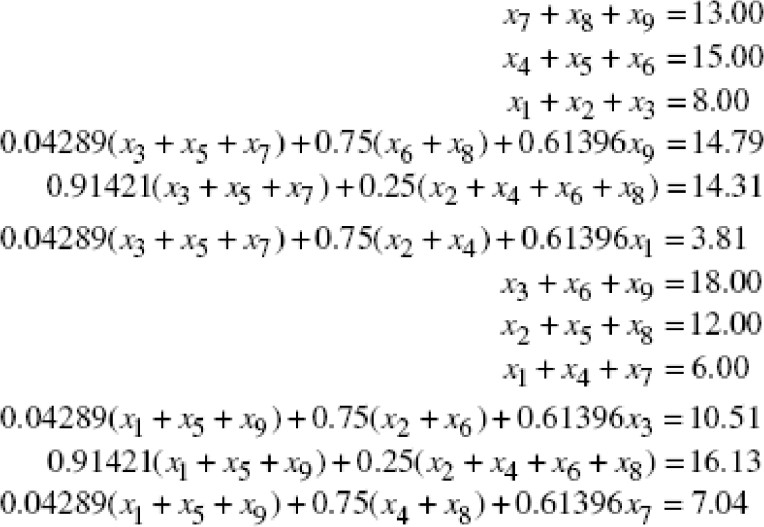 x₇ + x₈ + x₉ = 13.00
x₄ + x₅ + x₆ = 15.00
x₁ + x₂ + x₃ = 8.00
0.04289(x₃ + x₅ + x₇) + 0.75(x₆ + x₈) + 0.61396x₉ = 14.79
0.91421(x₃ + x₅ + x₇) + 0.25(x₂ + x₄ + x₆ + x₈) = 14.31
0.04289(x₃ + x₅ + x₇) + 0.75(x₂ + x₄) + 0.61396x₁ = 3.81
x₃ + x₆ + x₉ = 18.00
x₂ + x₅ + x₈ = 12.00
x₁ + x₄ + x₇ = 6.00
0.04289(x₁ + x₅ + x₉) + 0.75(x₂ + x₆) + 0.61396x₃ = 10.51
0.91421(x₁ + x₅ + x₉) + 0.25(x₂ + x₄ + x₆ + x₈) = 16.13
0.04289(x₁ + x₅ + x₉) + 0.75(x₄ + x₈) + 0.61396x₇ = 7.04